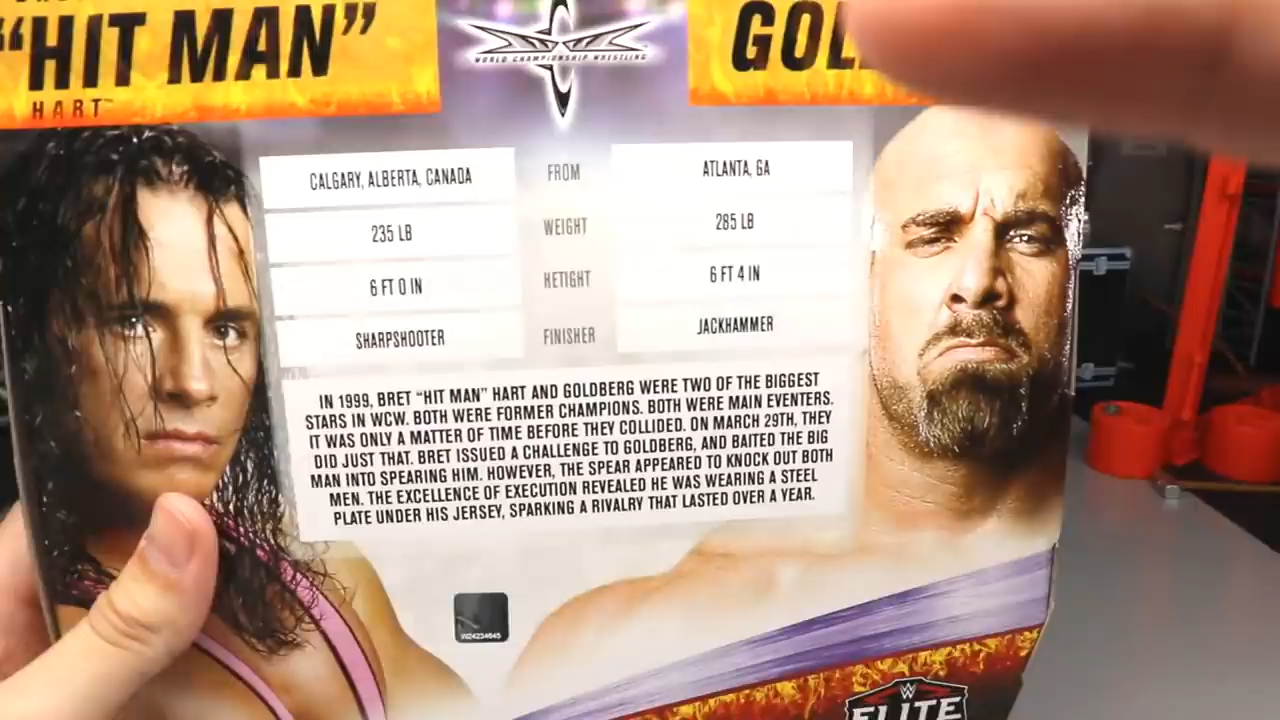 "HIT MAN"
HART™
WORLD CHAMPIONSHIP WRESTLING
CALGARY, ALBERTA, CANADA FROM ATLANTA, GA
235 LB WEIGHT 285 LB
6 FT 0 IN HETIGHT 6 FT 4 IN
SHARPSHOOTER FINISHER JACKHAMMER
IN 1999, BRET "HIT MAN" HART AND GOLDBERG WERE TWO OF THE BIGGEST
STARS IN WCW. BOTH WERE FORMER CHAMPIONS. BOTH WERE MAIN EVENTERS.
IT WAS ONLY A MATTER OF TIME BEFORE THEY COLLIDED. ON MARCH 29TH, THEY
DID JUST THAT. BRET ISSUED A CHALLENGE TO GOLDBERG, AND BAITED THE BIG
MAN INTO SPEARING HIM. HOWEVER, THE SPEAR APPEARED TO KNOCK OUT BOTH
MEN. THE EXCELLENCE OF EXECUTION REVEALED HE WAS WEARING A STEEL
PLATE UNDER HIS JERSEY, SPARKING A RIVALRY THAT LASTED OVER A YEAR.
W24234645
W
ELITE